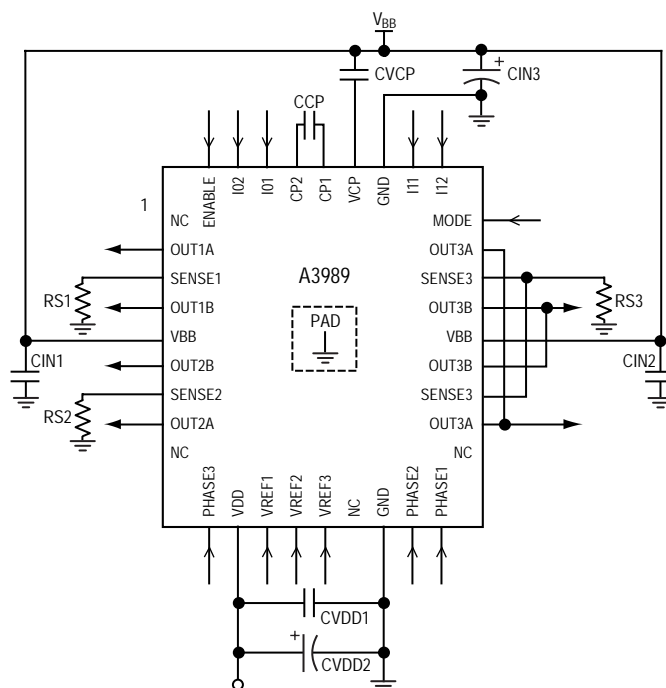 VBB
CVCP
CIN3
+
CCP
ENABLE
I02
I01
CP2
CP1
VCP
GND
I11
I12
1
NC
OUT1A
SENSE1
OUT1B
VBB
OUT2B
SENSE2
OUT2A
NC
RS1
CIN1
RS2
A3989
PAD
MODE
OUT3A
SENSE3
OUT3B
VBB
OUT3B
SENSE3
OUT3A
NC
RS3
CIN2
PHASE3
VDD
VREF1
VREF2
VREF3
NC
GND
PHASE2
PHASE1
CVDD1
+
CVDD2